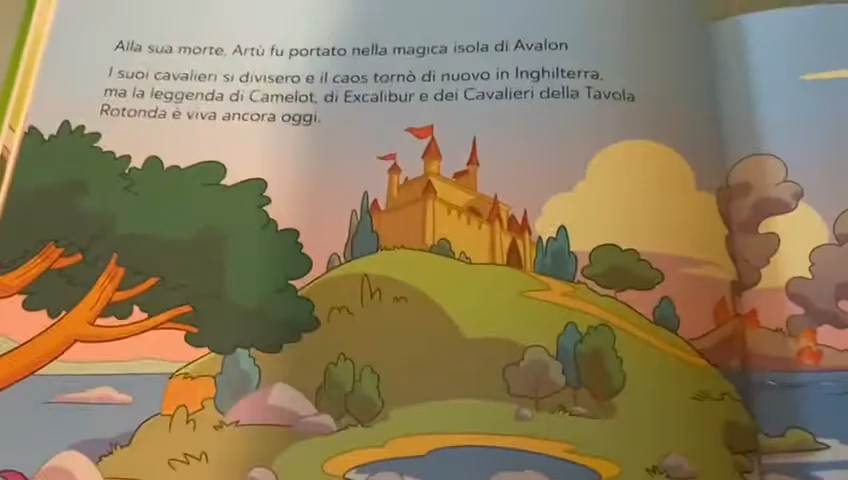 Alla sua morte, Artù fu portato nella magica isola di Avalon
I suoi cavalieri si divisero e il caos tornò di nuovo in Inghilterra,
ma la leggenda di Camelot, di Excalibur e dei Cavalieri della Tavola
Rotonda è viva ancora oggi.